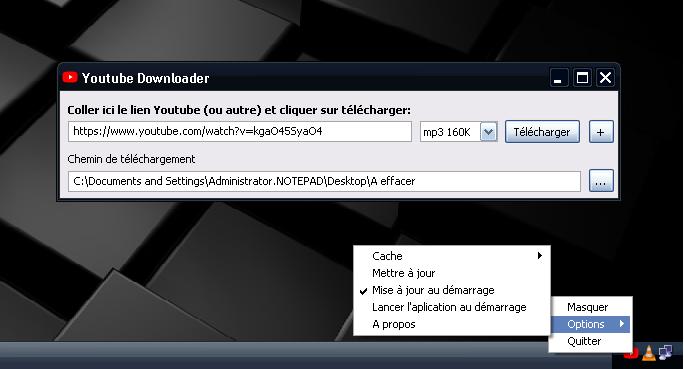 Youtube Downloader
Coller ici le lien Youtube (ou autre) et cliquer sur télécharger:
https://www.youtube.com/watch?v=kgaO45SyaO4 mp3 160K Télécharger +
Chemin de téléchargement
C:\Documents and Settings\Administrator.NOTEPAD\Desktop\A effacer ...
Cache
Mettre à jour
Mise à jour au démarrage
Lancer l'aplication au démarrage
A propos
Masquer
Options
Quitter